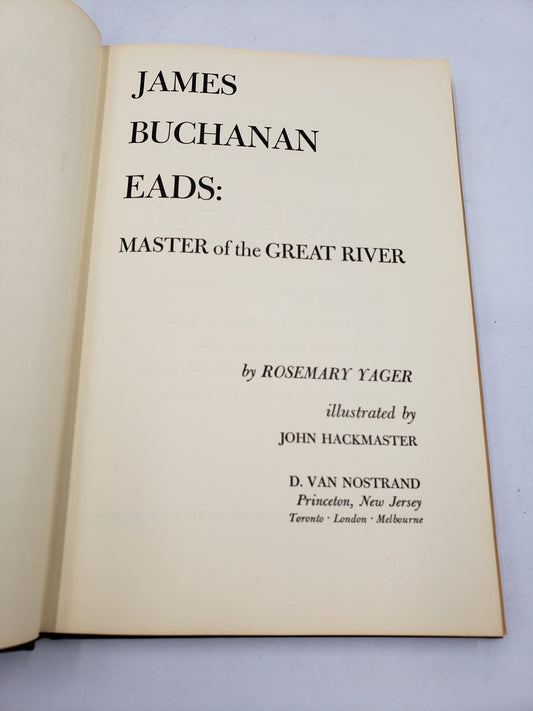 JAMES
BUCHANAN
EADS:
MASTER of the GREAT RIVER
by ROSEMARY YAGER
illustrated by
JOHN HACKMASTER
D. VAN NOSTRAND
Princeton, New Jersey
Toronto · London · Melbourne